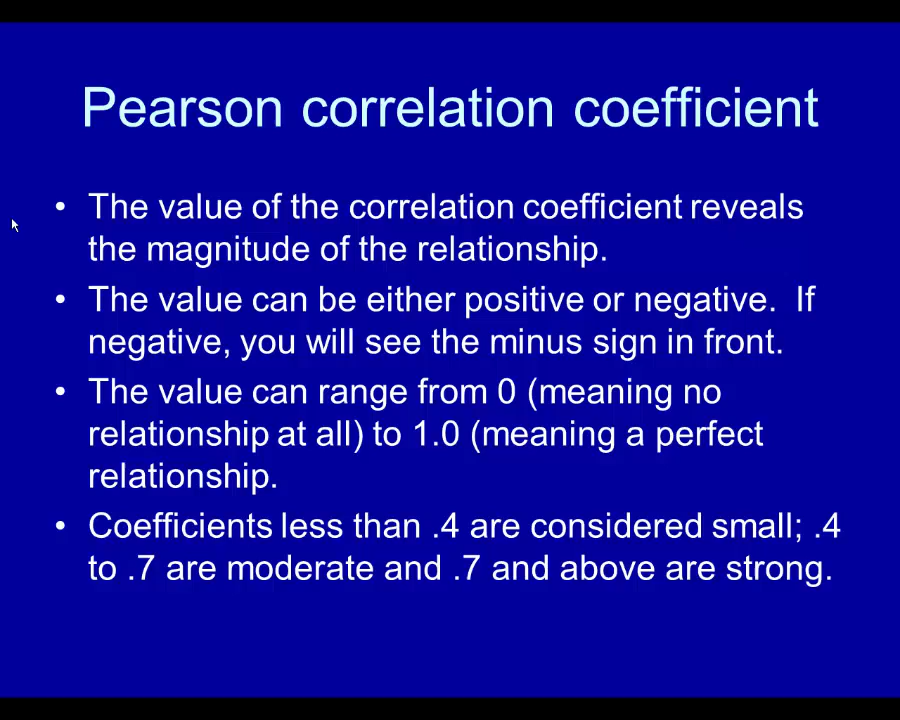 Pearson correlation coefficient
• The value of the correlation coefficient reveals
the magnitude of the relationship.
• The value can be either positive or negative.  If
negative, you will see the minus sign in front.
• The value can range from 0 (meaning no
relationship at all) to 1.0 (meaning a perfect
relationship.
• Coefficients less than .4 are considered small; .4
to .7 are moderate and .7 and above are strong.